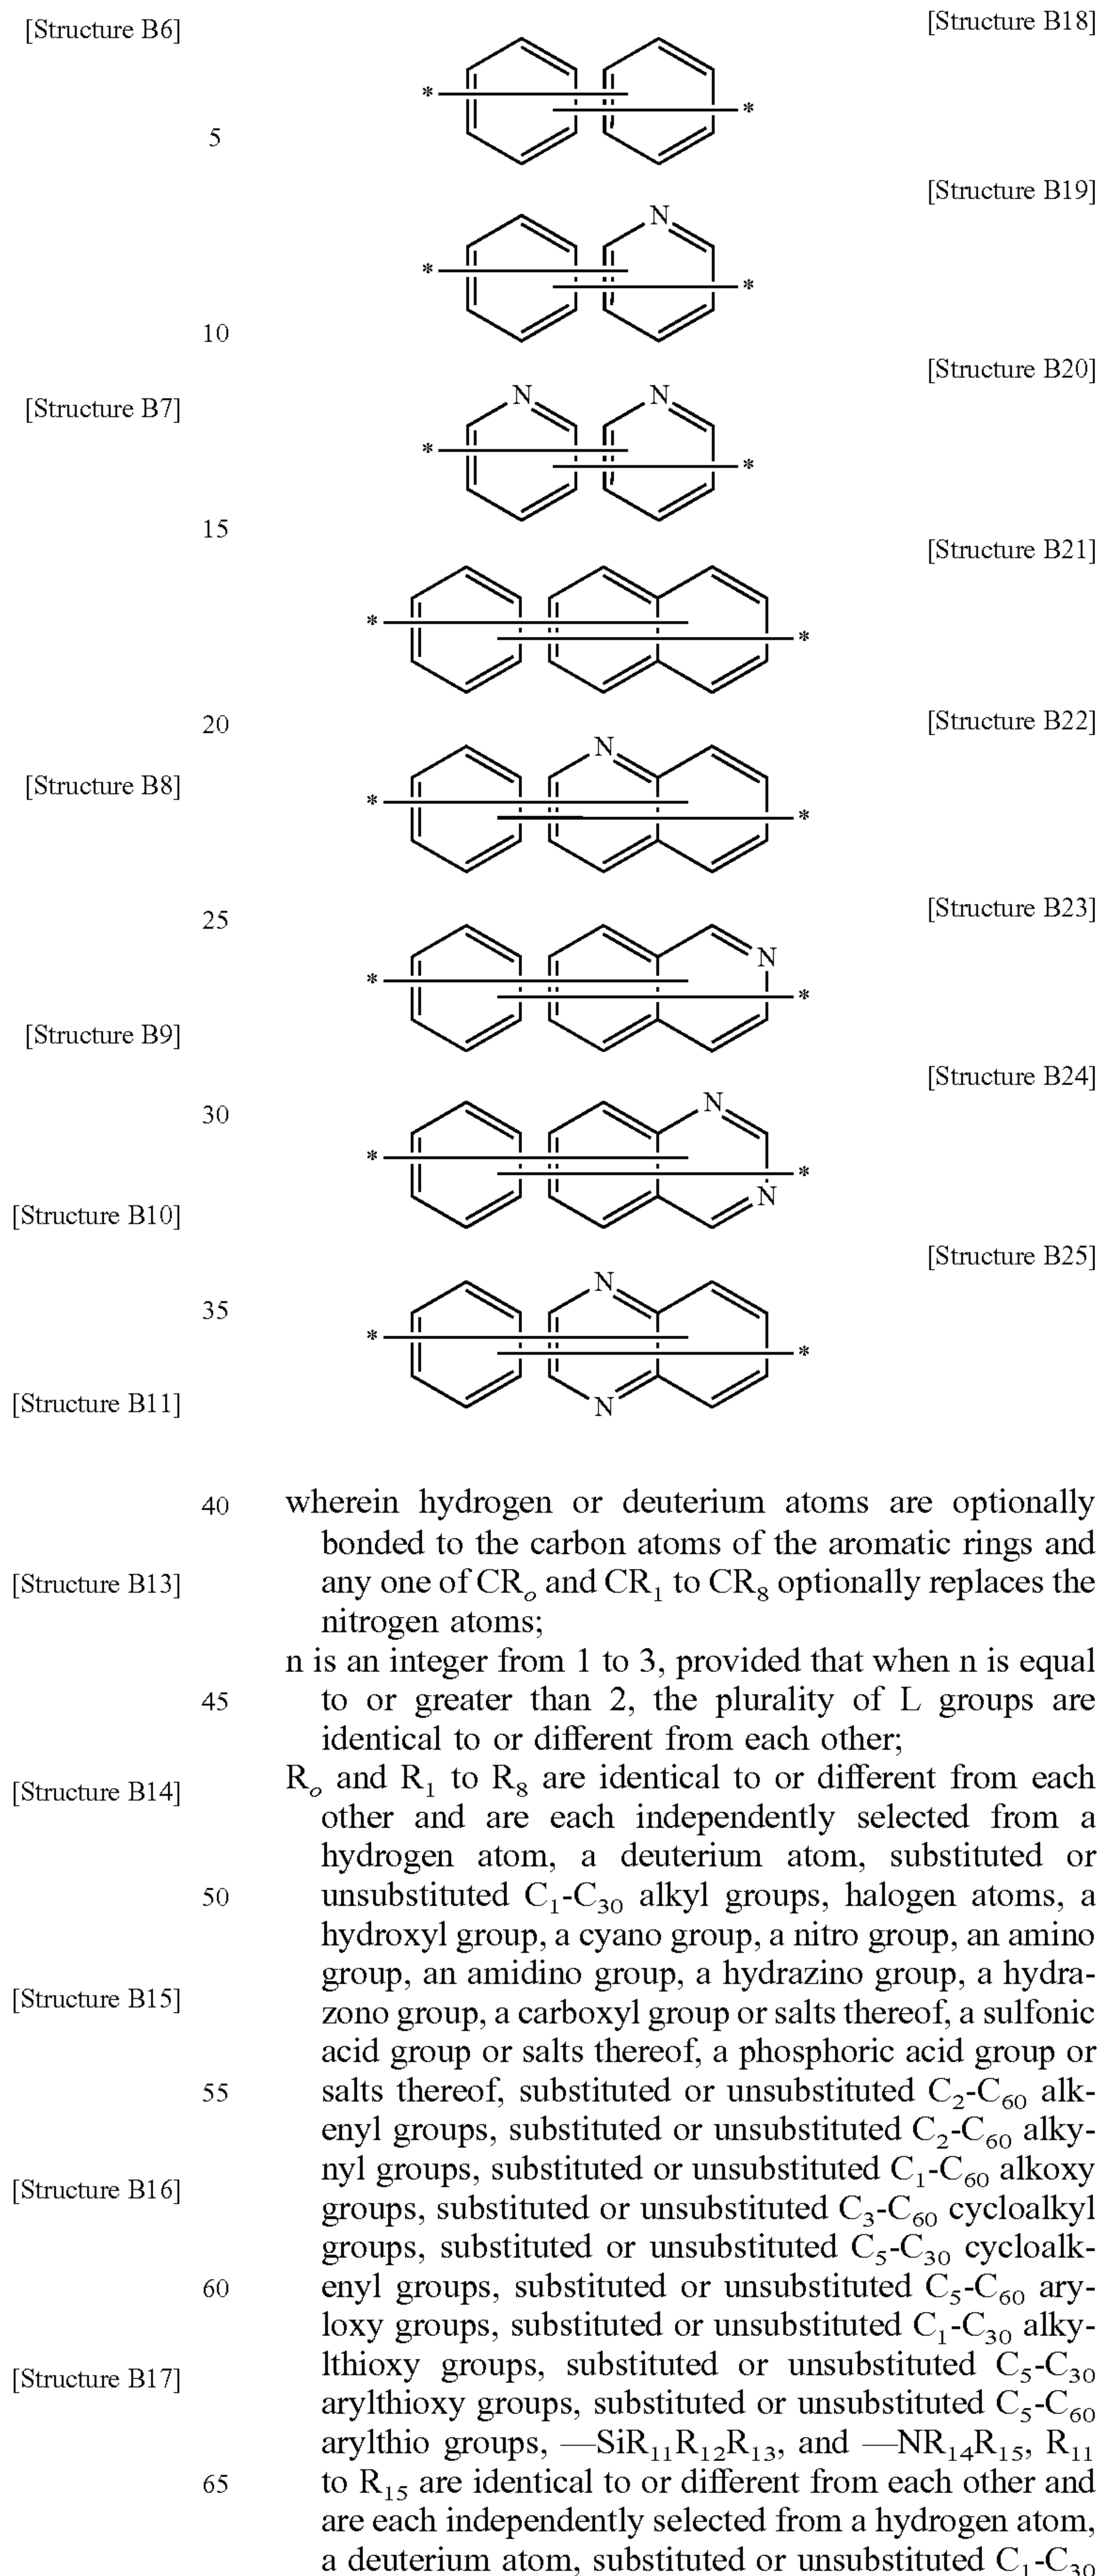 [Structure B6]
[Structure B7]
[Structure B8]
[Structure B9]
[Structure B10]
[Structure B11]
[Structure B13]
[Structure B14]
[Structure B15]
[Structure B16]
[Structure B17]
5
10
15
20
25
30
35
40
45
50
55
60
65
[Structure B18]
* *
[Structure B19]
N
* *
[Structure B20]
N N
* *
[Structure B21]
* *
[Structure B22]
N
* *
[Structure B23]
N
* *
[Structure B24]
N
* *
N
[Structure B25]
N
* *
N
wherein hydrogen or deuterium atoms are optionally
bonded to the carbon atoms of the aromatic rings and
any one of CRₒ and CR₁ to CR₈ optionally replaces the
nitrogen atoms;
n is an integer from 1 to 3, provided that when n is equal
to or greater than 2, the plurality of L groups are
identical to or different from each other;
Rₒ and R₁ to R₈ are identical to or different from each
other and are each independently selected from a
hydrogen atom, a deuterium atom, substituted or
unsubstituted C₁-C₃₀ alkyl groups, halogen atoms, a
hydroxyl group, a cyano group, a nitro group, an amino
group, an amidino group, a hydrazino group, a hydra-
zono group, a carboxyl group or salts thereof, a sulfonic
acid group or salts thereof, a phosphoric acid group or
salts thereof, substituted or unsubstituted C₂-C₆₀ alk-
enyl groups, substituted or unsubstituted C₂-C₆₀ alky-
nyl groups, substituted or unsubstituted C₁-C₆₀ alkoxy
groups, substituted or unsubstituted C₃-C₆₀ cycloalkyl
groups, substituted or unsubstituted C₅-C₃₀ cycloalk-
enyl groups, substituted or unsubstituted C₅-C₆₀ ary-
loxy groups, substituted or unsubstituted C₁-C₃₀ alky-
lthioxy groups, substituted or unsubstituted C₅-C₃₀
arylthioxy groups, substituted or unsubstituted C₅-C₆₀
arylthio groups, —SiR₁₁R₁₂R₁₃, and —NR₁₄R₁₅, R₁₁
to R₁₅ are identical to or different from each other and
are each independently selected from a hydrogen atom,
a deuterium atom, substituted or unsubstituted C₁-C₃₀